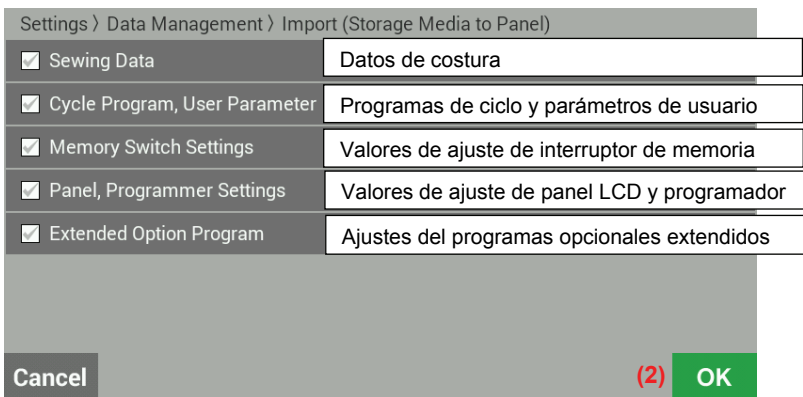 Settings 〉 Data Management 〉 Import (Storage Media to Panel)
Sewing Data Datos de costura
Cycle Program, User Parameter Programas de ciclo y parámetros de usuario
Memory Switch Settings Valores de ajuste de interruptor de memoria
Panel, Programmer Settings Valores de ajuste de panel LCD y programador
Extended Option Program Ajustes del programas opcionales extendidos
Cancel (2) OK